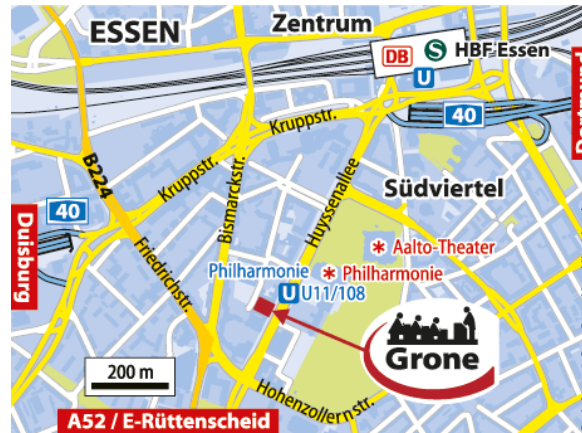 ESSEN
Zentrum
DB
S
HBF Essen
U
40
Kruppstr.
B224
Kruppstr.
Bismarckstr.
Huyssenallee
Südviertel
40
Duisburg
Friedrichstr.
Aalto-Theater
Philharmonie
Philharmonie
U
U11/108
Grone
200 m
Hohenzollernstr.
A52 / E-Rüttenscheid